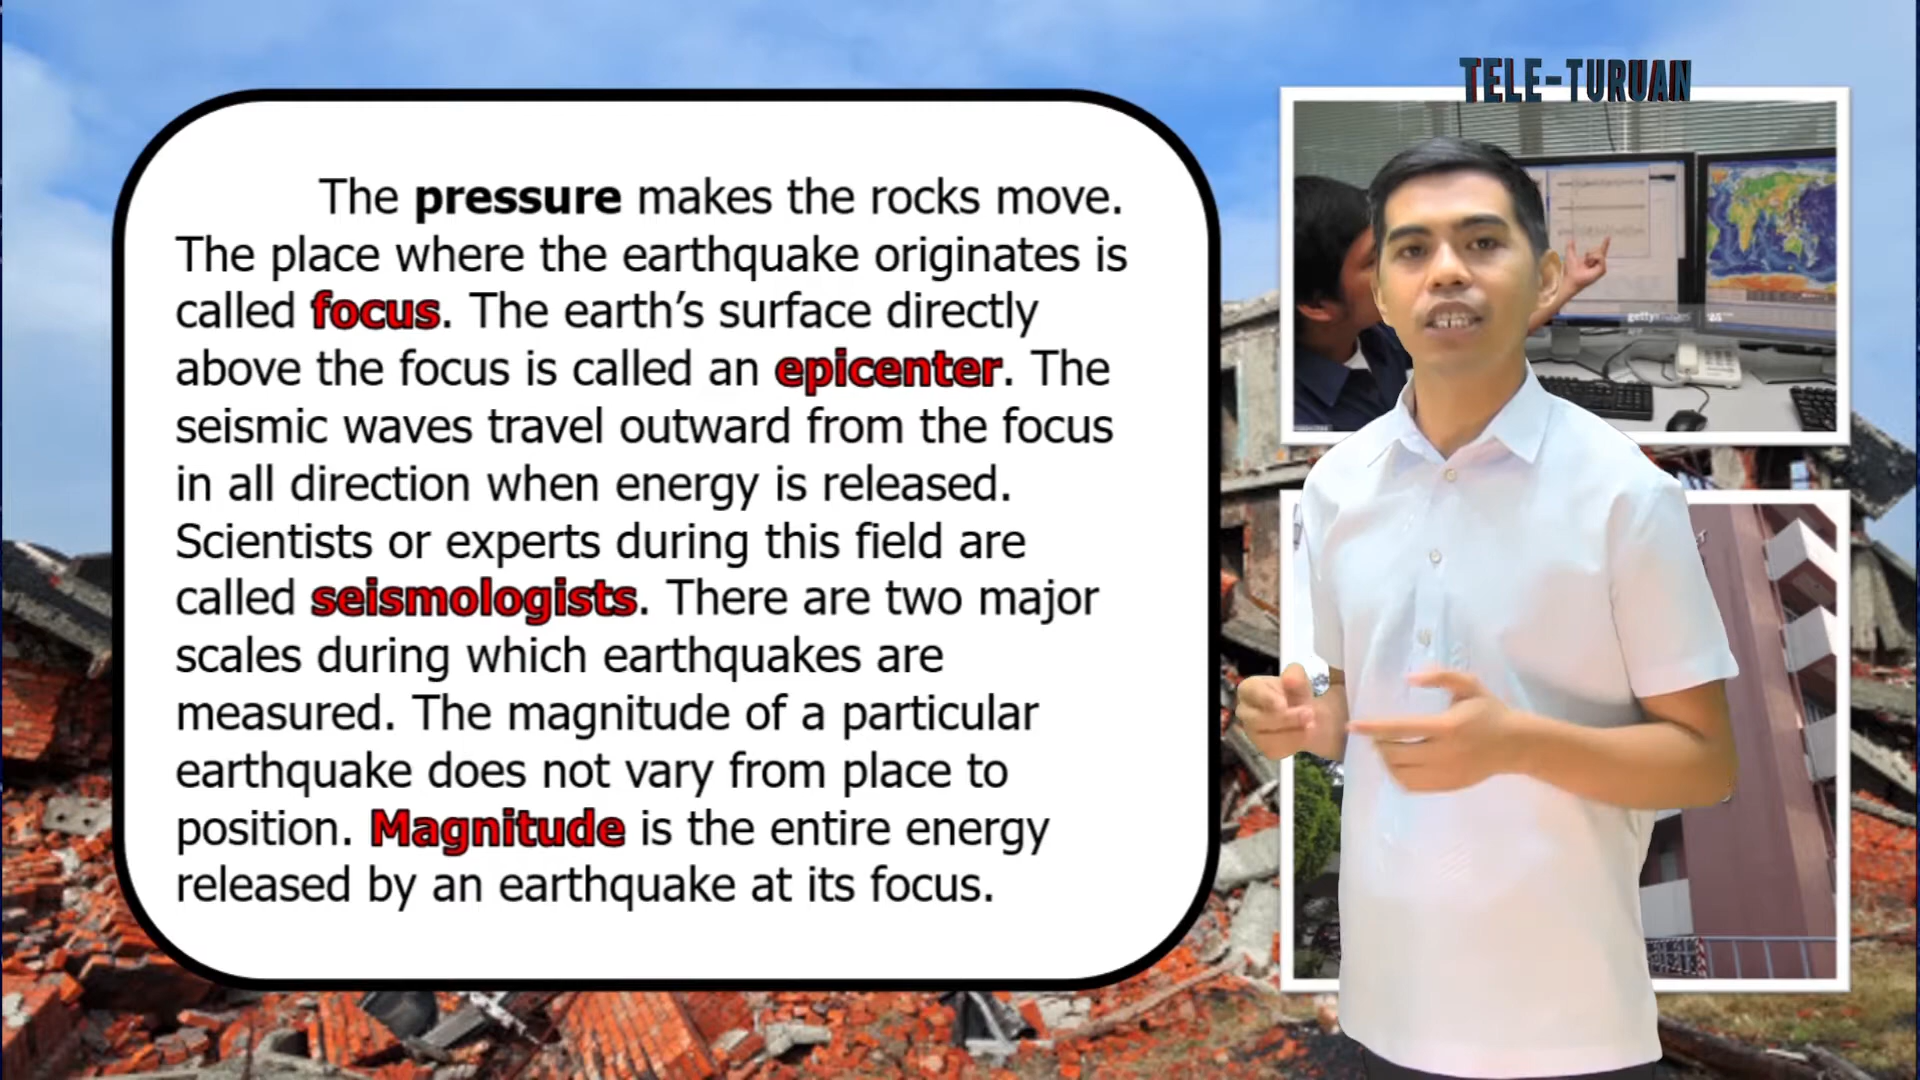 TELE-TURUAN
The pressure makes the rocks move.
The place where the earthquake originates is
called focus. The earth’s surface directly
above the focus is called an epicenter. The
seismic waves travel outward from the focus
in all direction when energy is released.
Scientists or experts during this field are
called seismologists. There are two major
scales during which earthquakes are
measured. The magnitude of a particular
earthquake does not vary from place to
position. Magnitude is the entire energy
released by an earthquake at its focus.